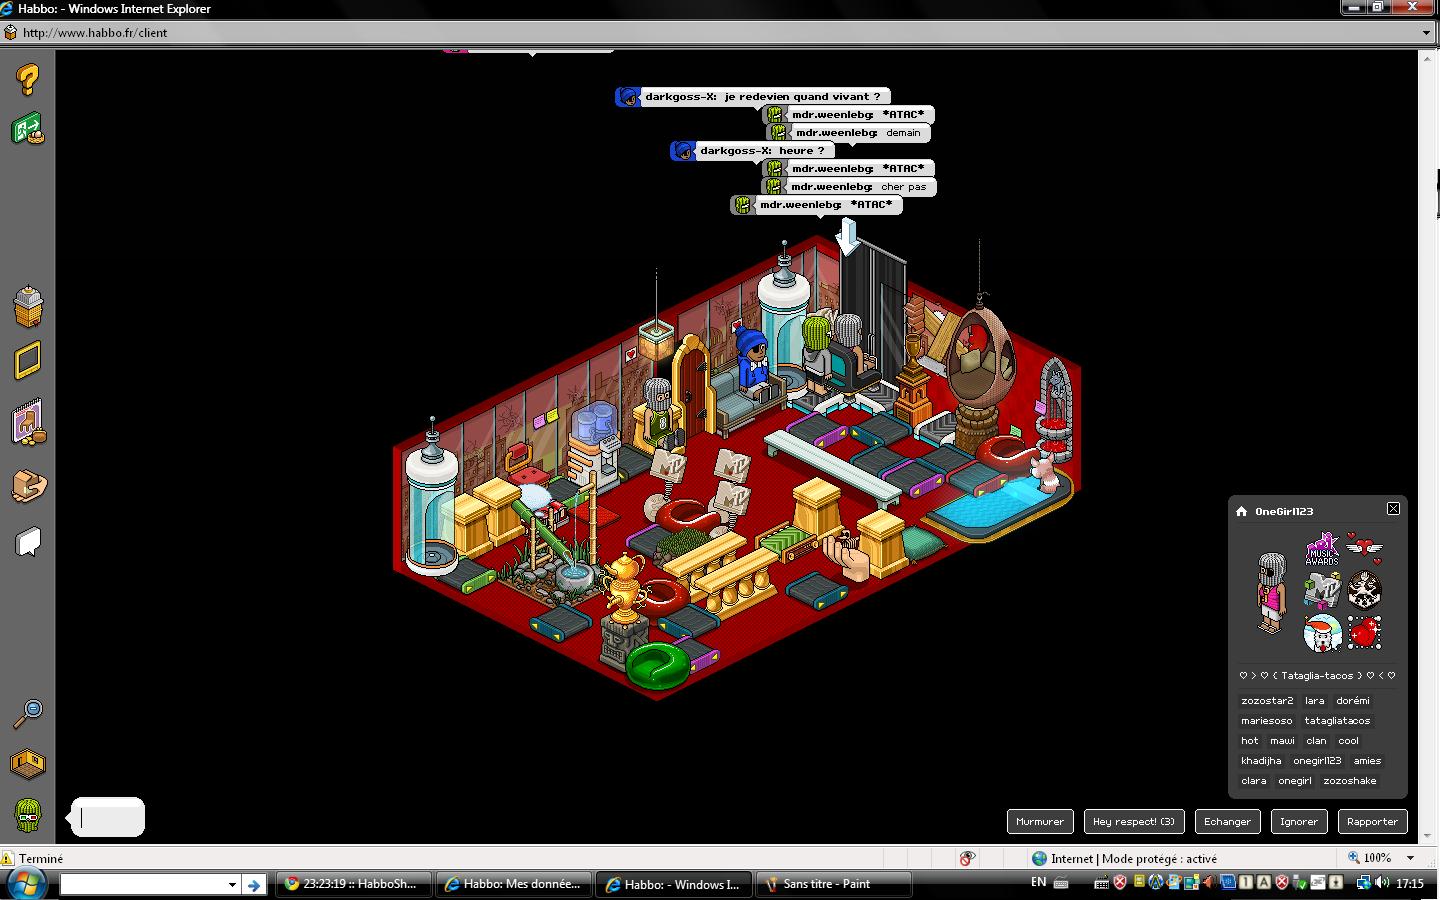 Habbo: - Windows Internet Explorer
http://www.habbo.fr/client
darkgoss-X: je redevien quand vivant ?
mdr.weenlebg: *ATAC*
mdr.weenlebg: demain
darkgoss-X: heure ?
mdr.weenlebg: *ATAC*
mdr.weenlebg: cher pas
mdr.weenlebg: *ATAC*
OneGirl123
MUSIC
AWARDS
♡ > ♡ ( Tataglia-tacos ) ♡ < ♡
zozostar2 lara dorémi
mariesoso tatagliatacos
hot mawi clan cool
khadijha onegirl123 amies
clara onegirl zozoshake
Murmurer Hey respect! (3) Echanger Ignorer Rapporter
Terminé
Internet | Mode protégé : activé
100%
23:23:19 :: HabboSh...
Habbo: Mes donnée...
Habbo: - Windows I...
Sans titre - Paint
EN
17:15